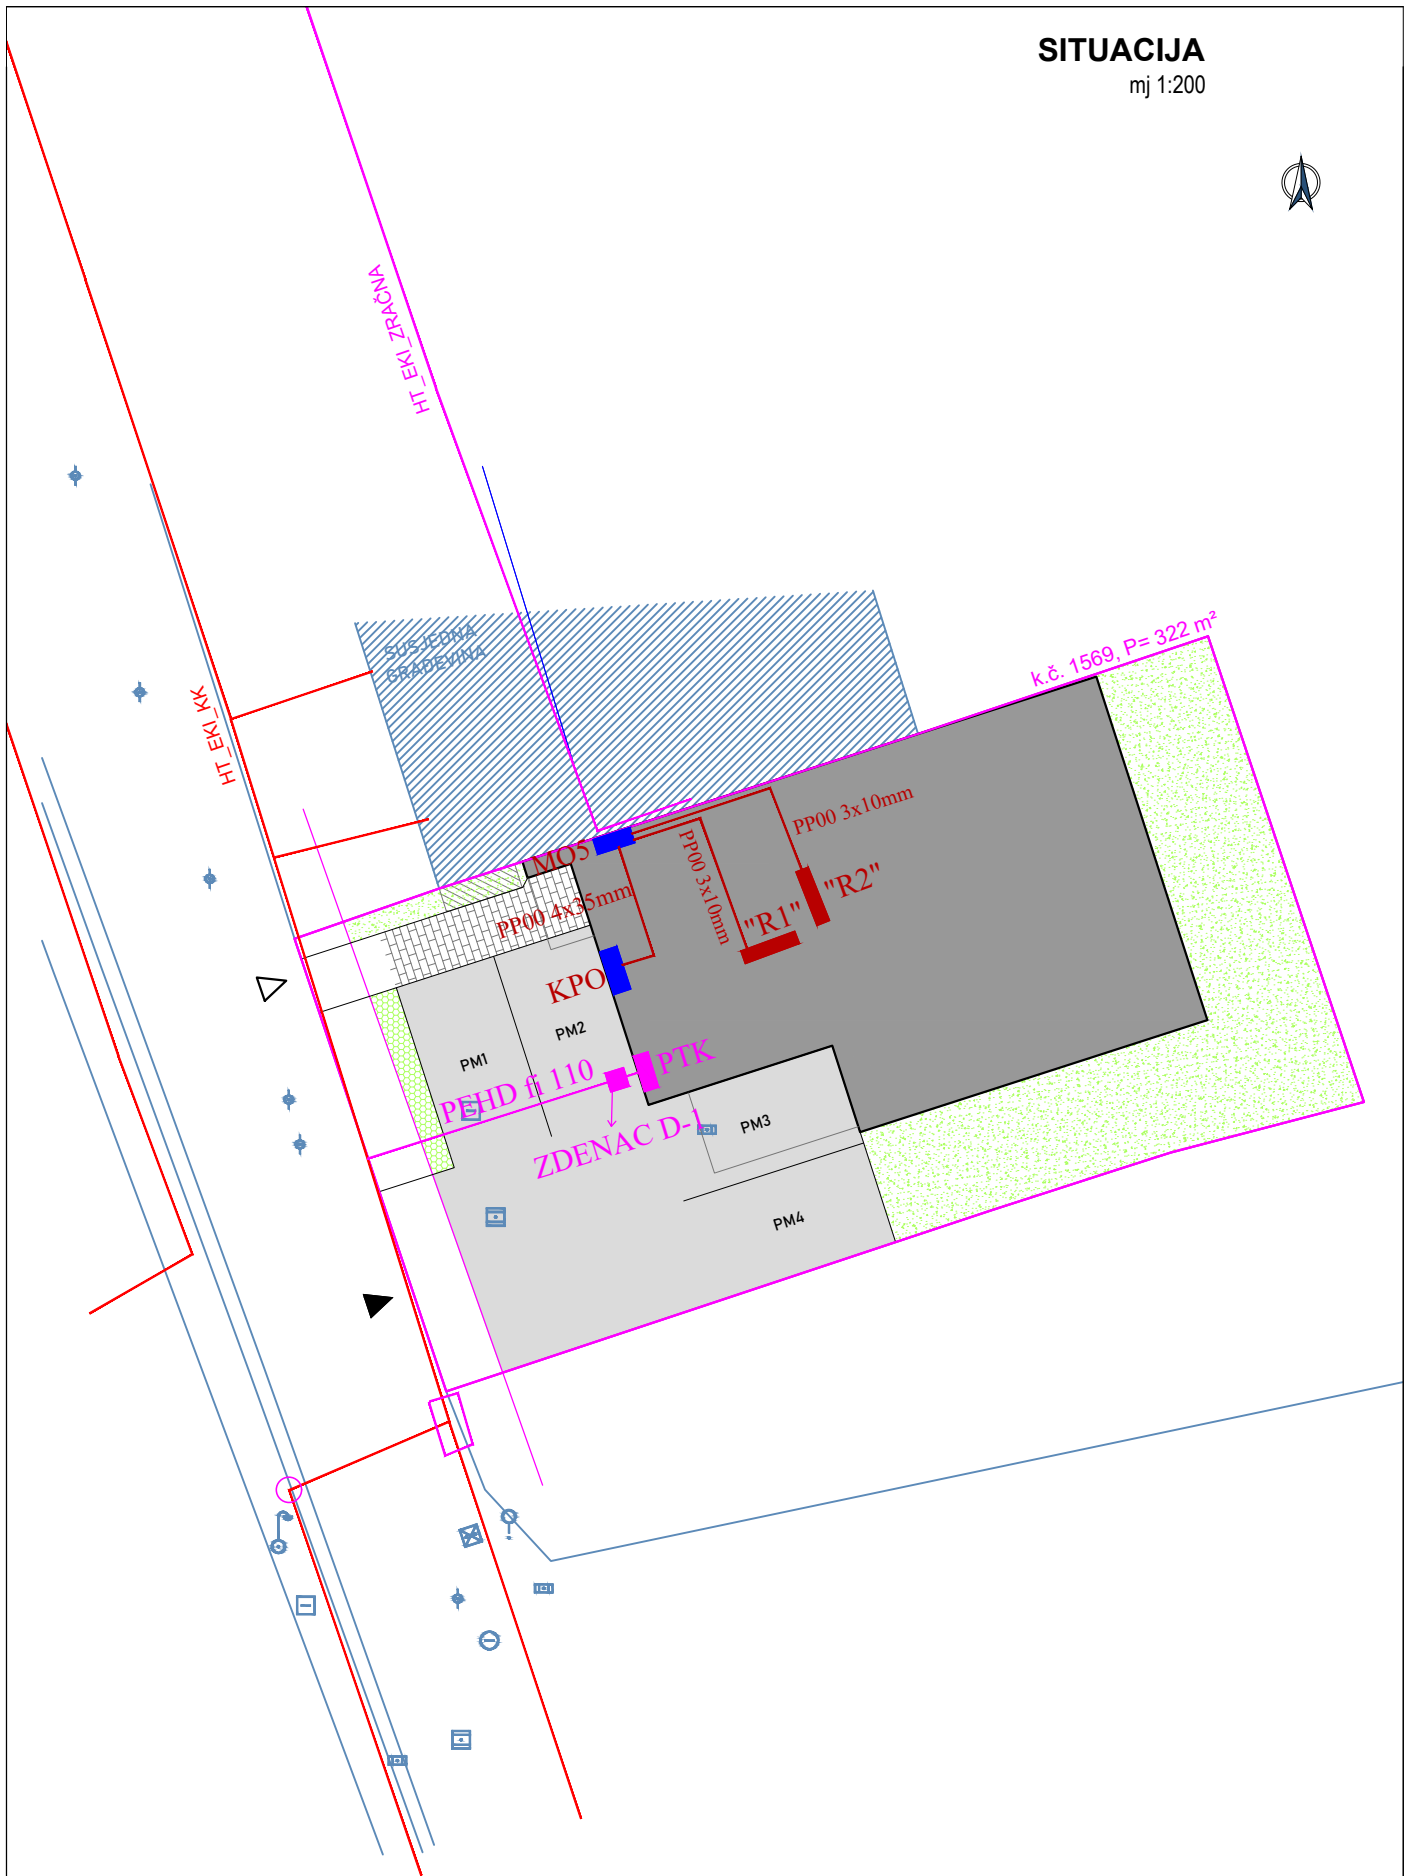 SITUACIJA
mj 1:200
HT_EKI_ZRAČNA
SUSJEDNA
GRAĐEVINA
k.č. 1569, P= 322 m²
HT_EKI_KK
PP00 3x10mm
MO5
PP00 3x10mm
"R2"
PP00 4x35mm
"R1"
KPO
PM2
PM1
PTK
PEHD fi 110
PM3
ZDENAC D-1
PM4